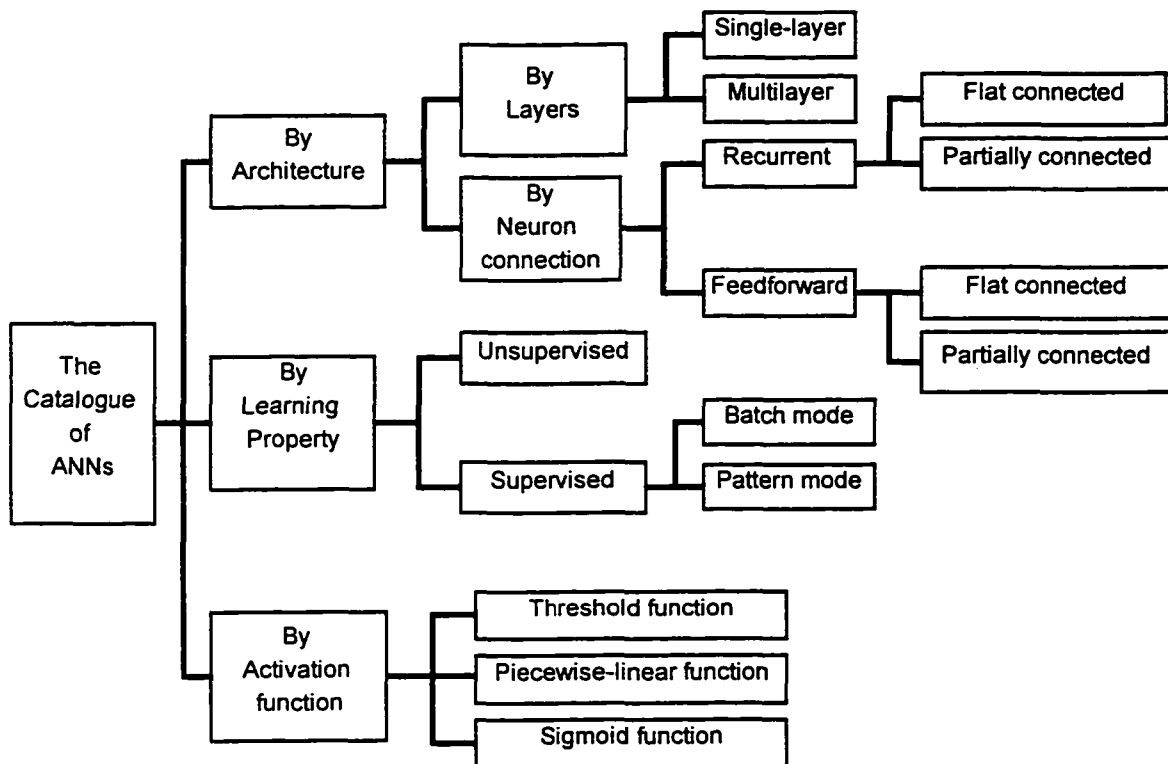 The
Catalogue
of
ANNs
By
Architecture
By
Layers
Single-layer
Multilayer
By
Neuron
connection
Recurrent
Flat connected
Partially connected
Feedforward
Flat connected
Partially connected
By
Learning
Property
Unsupervised
Supervised
Batch mode
Pattern mode
By
Activation
function
Threshold function
Piecewise-linear function
Sigmoid function